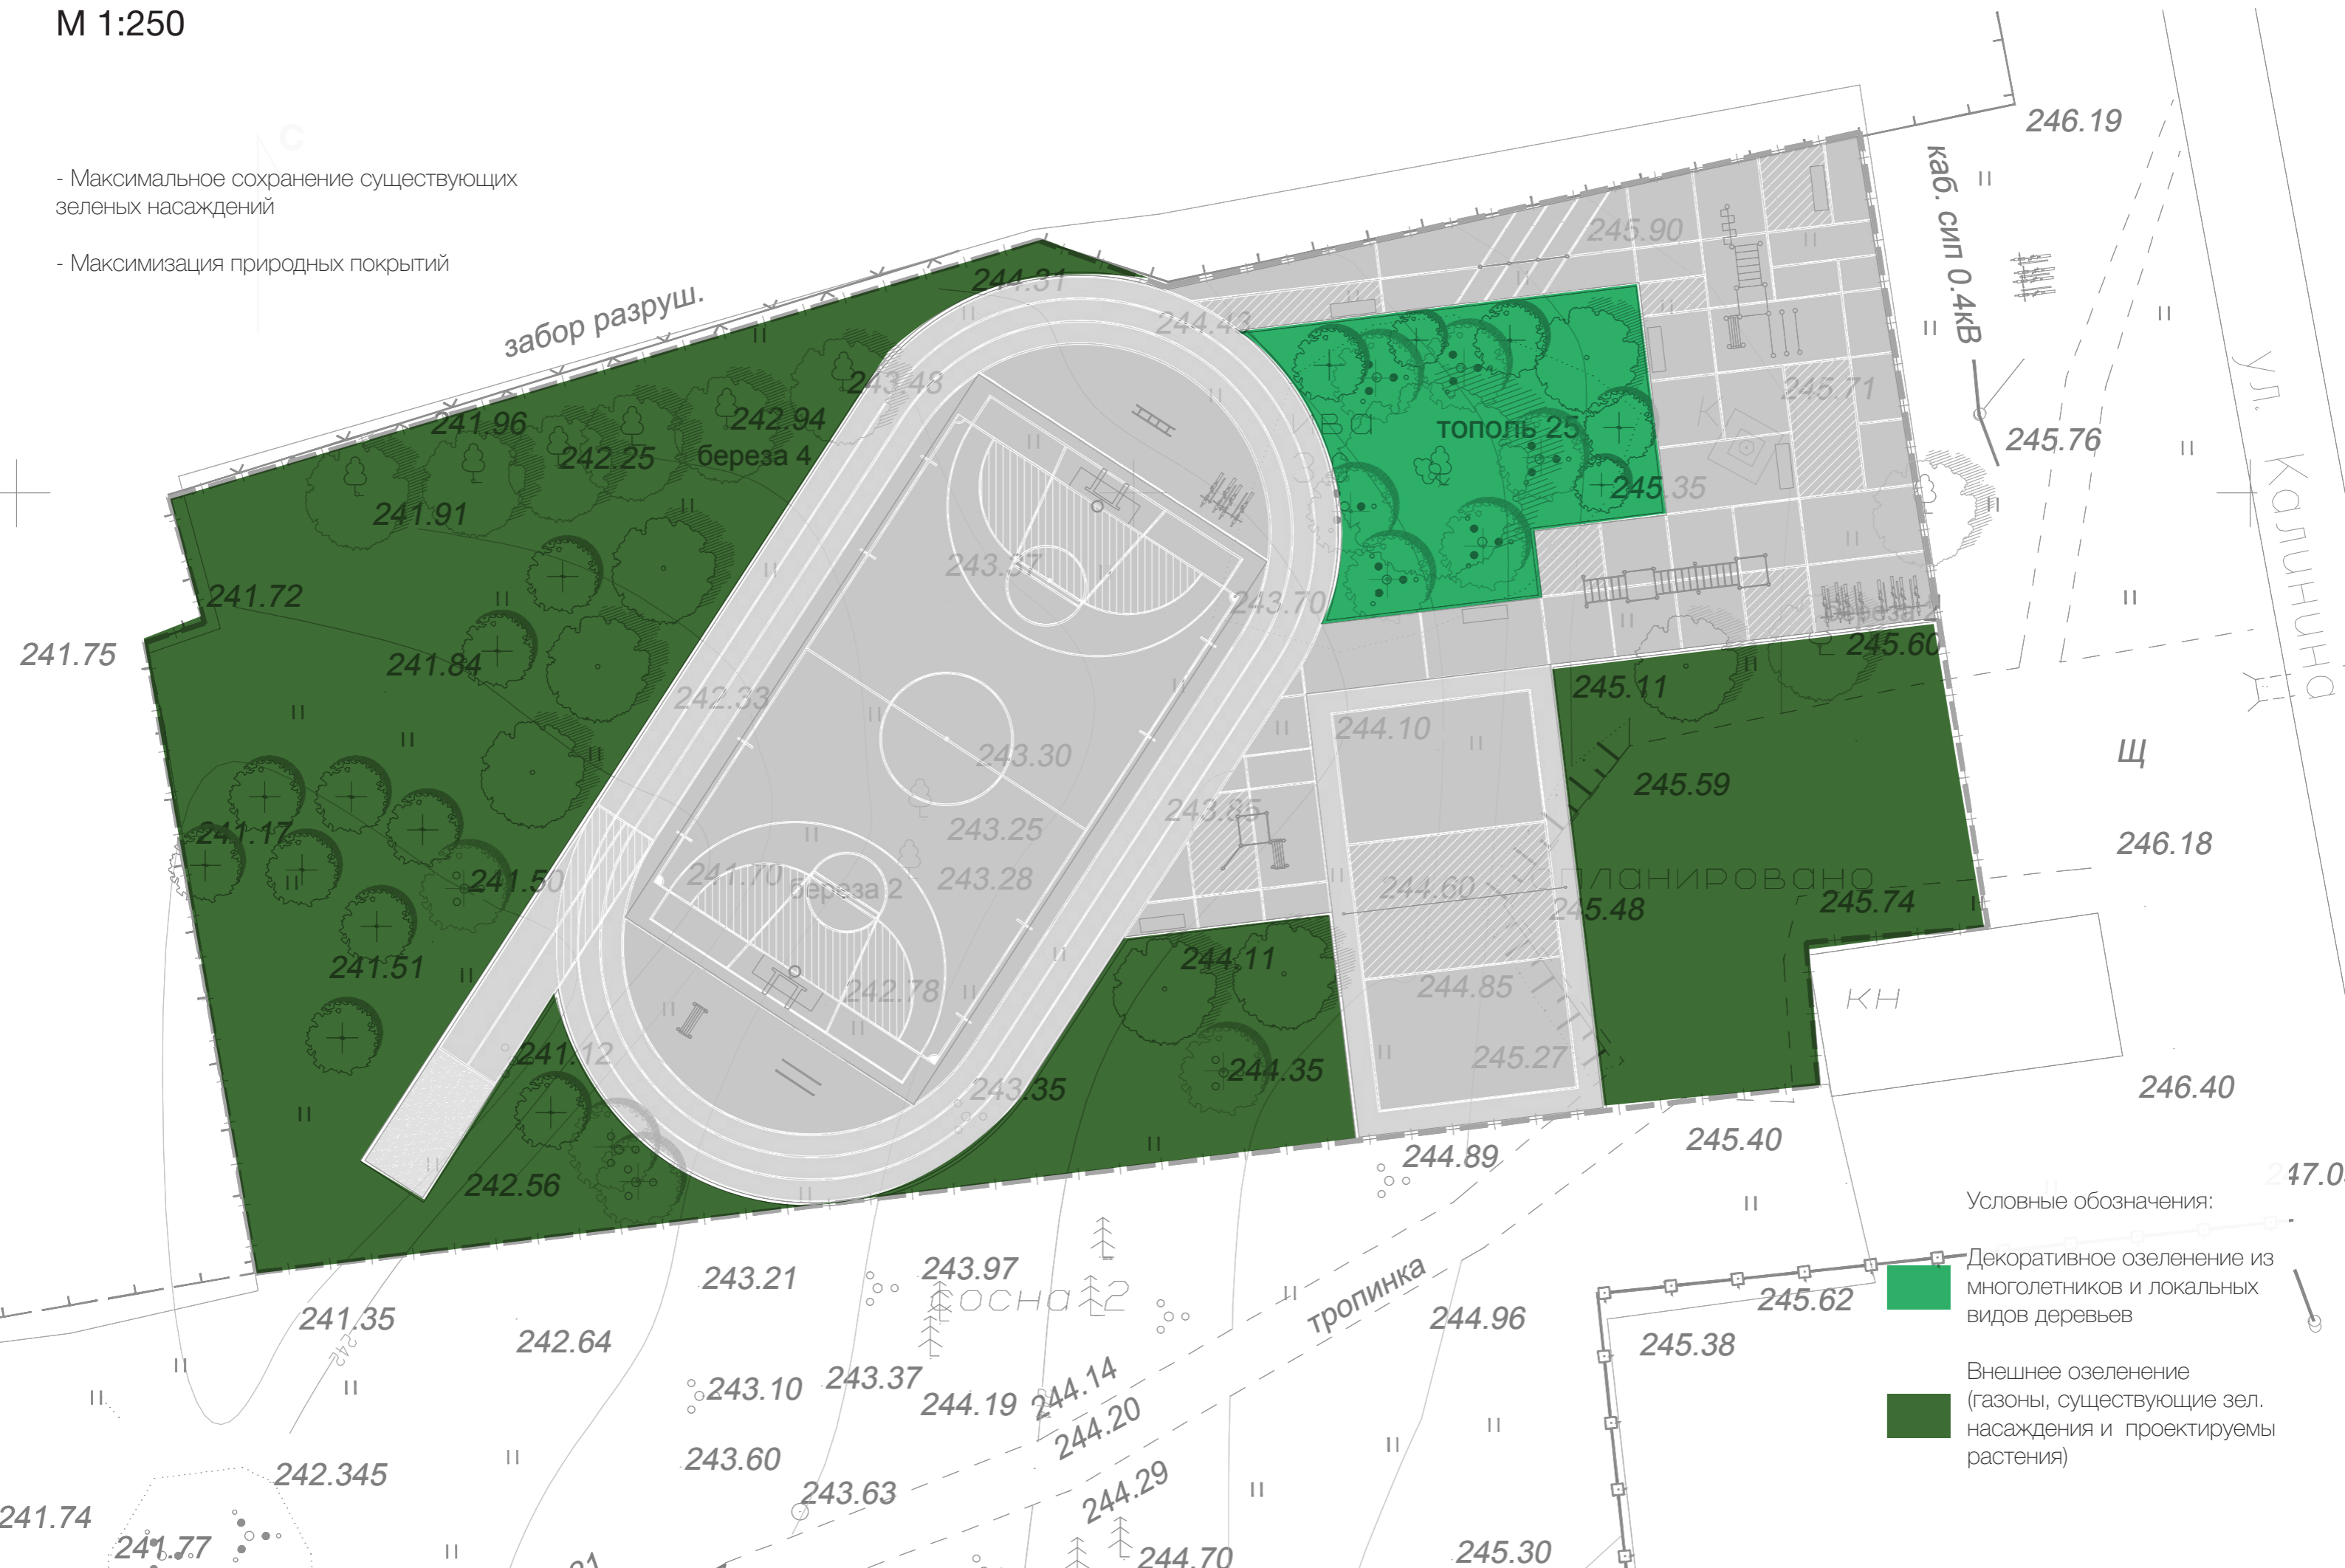 М 1:250
С
- Максимальное сохранение существующих
зеленых насаждений
- Максимизация природных покрытий
забор разруш.
246.19
каб. сип 0.4кВ
245.90
244.31
244.43
243.48
245.71
ул. Калинина
241.96
242.94
242.25
береза 4
ива
тополь 25
245.76
241.91
245.35
243.37
241.72
243.70
береза
245.60
241.75
241.84
242.33
245.11
244.10
243.30
245.59
Щ
243.85
241.17
243.25
246.18
241.50
241.70
береза 2
243.28
244.60
планировано
245.48
245.74
241.51
244.11
242.78
244.85
КН
241.12
245.27
244.35
243.35
246.40
245.40
244.89
242.56
247.0
Условные обозначения:
Декоративное озеленение из
многолетников и локальных
видов деревьев
Внешнее озеленение
(газоны, существующие зел.
насаждения и проектируемы
растения)
243.21
243.97
сосна 12
тропинка
245.62
241.35
242
242.64
244.96
245.38
243.10
243.37
244.19
244.14
244.20
243.60
242.345
243.63
244.29
241.74
241.77
244.70
245.30